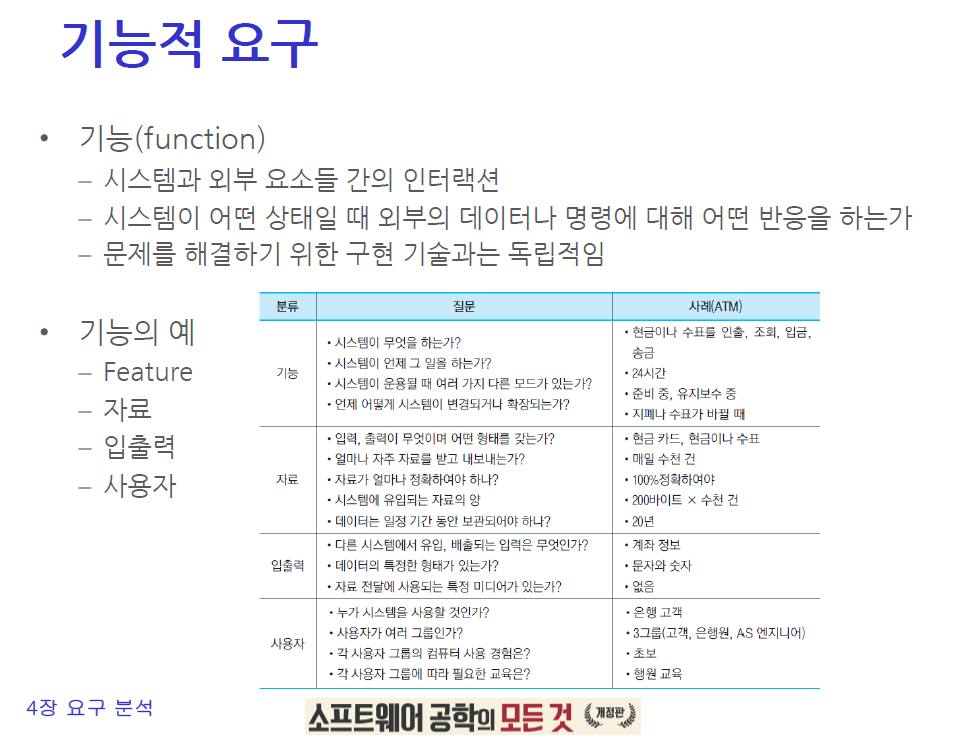 기능적 요구
• 기능(function)
– 시스템과 외부 요소들 간의 인터랙션
– 시스템이 어떤 상태일 때 외부의 데이터나 명령에 대해 어떤 반응을 하는가
– 문제를 해결하기 위한 구현 기술과는 독립적임
• 기능의 예
– Feature
– 자료
– 입출력
– 사용자
분류 질문 사례(ATM)
기능
• 시스템이 무엇을 하는가?
• 시스템이 언제 그 일을 하는가?
• 시스템이 운용될 때 여러 가지 다른 모드가 있는가?
• 언제 어떻게 시스템이 변경되거나 확장되는가?
• 현금이나 수표를 인출, 조회, 입금,
송금
• 24시간
• 준비 중, 유지보수 중
• 지폐나 수표가 바뀔 때
자료
• 입력, 출력이 무엇이며 어떤 형태를 갖는가?
• 얼마나 자주 자료를 받고 내보내는가?
• 자료가 얼마나 정확하여야 하나?
• 시스템에 유입되는 자료의 양
• 데이터는 일정 기간 동안 보관되어야 하나?
• 현금 카드, 현금이나 수표
• 매일 수천 건
• 100%정확하여야
• 200바이트 × 수천 건
• 20년
입출력
• 다른 시스템에서 유입, 배출되는 입력은 무엇인가?
• 데이터의 특정한 형태가 있는가?
• 자료 전달에 사용되는 특정 미디어가 있는가?
• 계좌 정보
• 문자와 숫자
• 없음
사용자
• 누가 시스템을 사용할 것인가?
• 사용자가 여러 그룹인가?
• 각 사용자 그룹의 컴퓨터 사용 경험은?
• 각 사용자 그룹에 따라 필요한 교육은?
• 은행 고객
• 3그룹(고객, 은행원, AS 엔지니어)
• 초보
• 행원 교육
4장 요구 분석
소프트웨어 공학의 모든 것 개정판